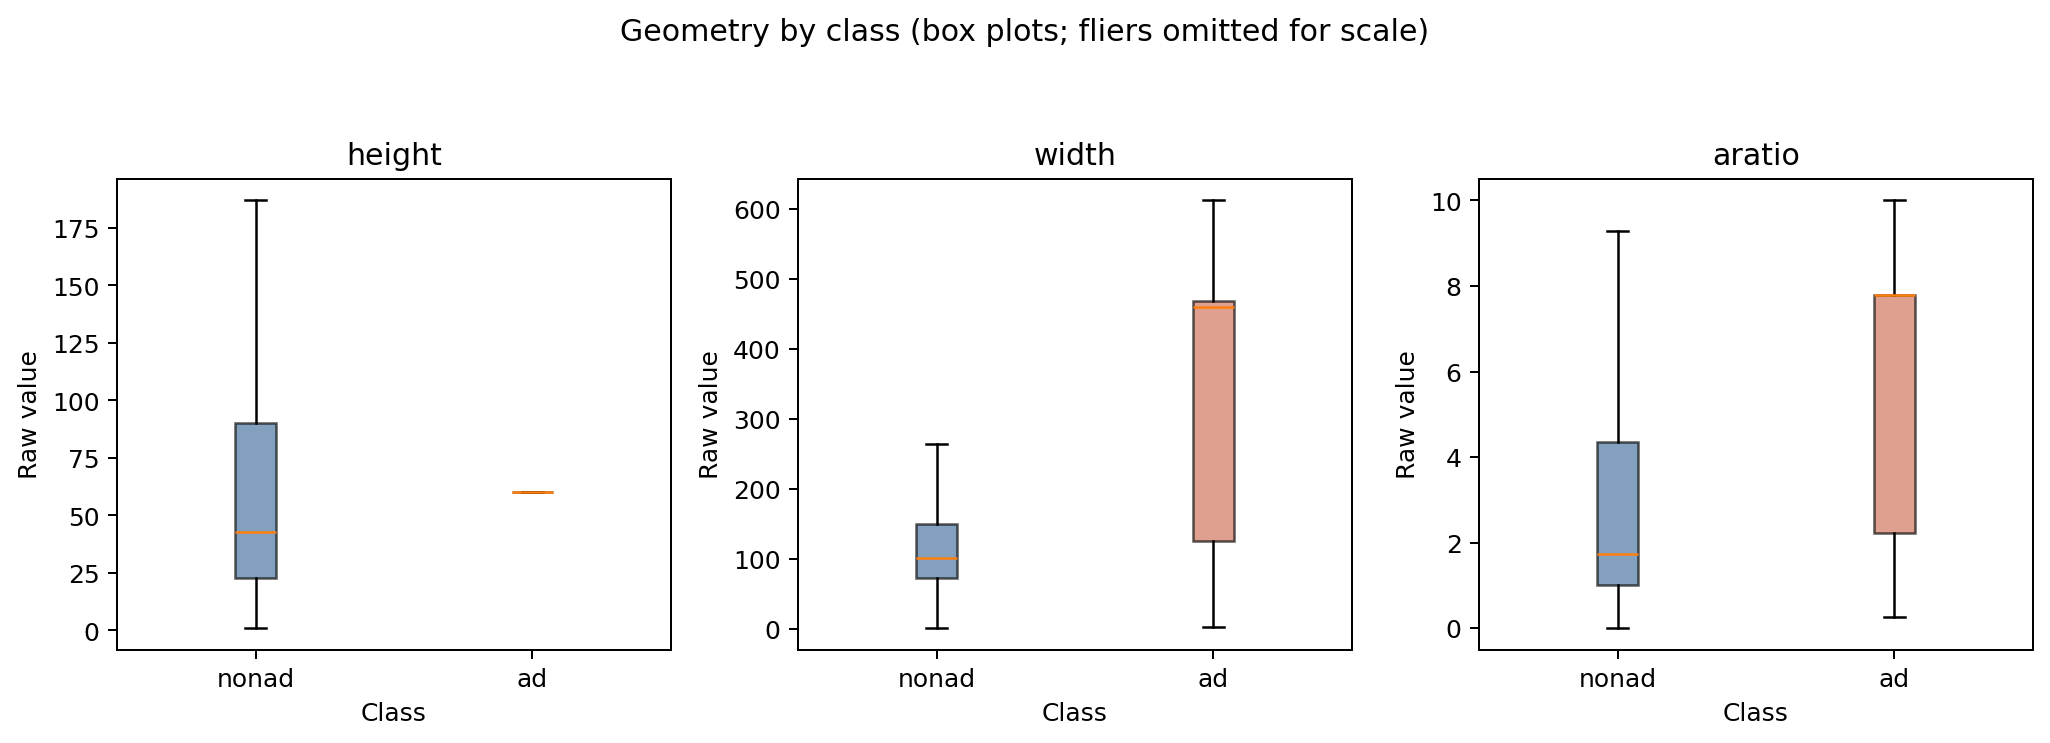 Geometry by class (box plots; fliers omitted for scale)
height
Raw value
175
150
125
100
75
50
25
0
nonad
ad
Class
width
Raw value
600
500
400
300
200
100
0
nonad
ad
Class
aratio
Raw value
10
8
6
4
2
0
nonad
ad
Class